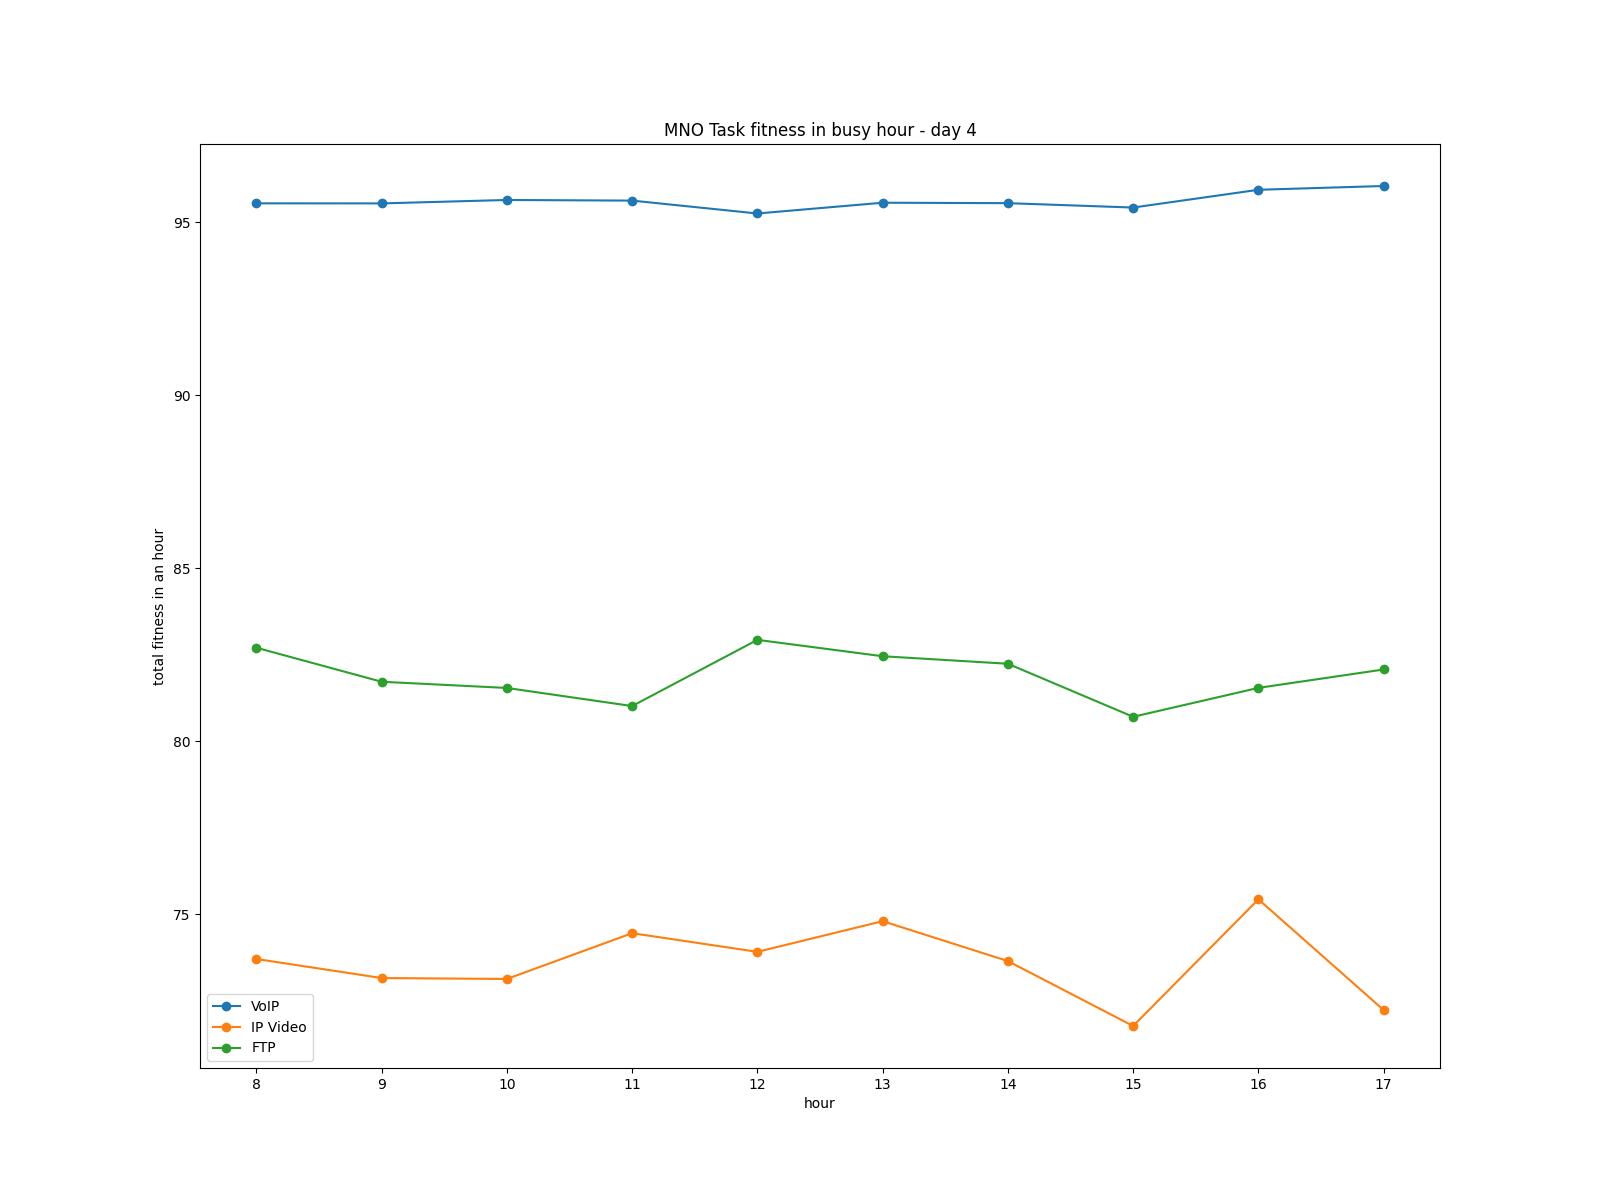 MNO Task fitness in busy hour - day 4
total fitness in an hour
95
90
85
80
75
VoIP
IP Video
FTP
8 9 10 11 12 13 14 15 16 17
hour